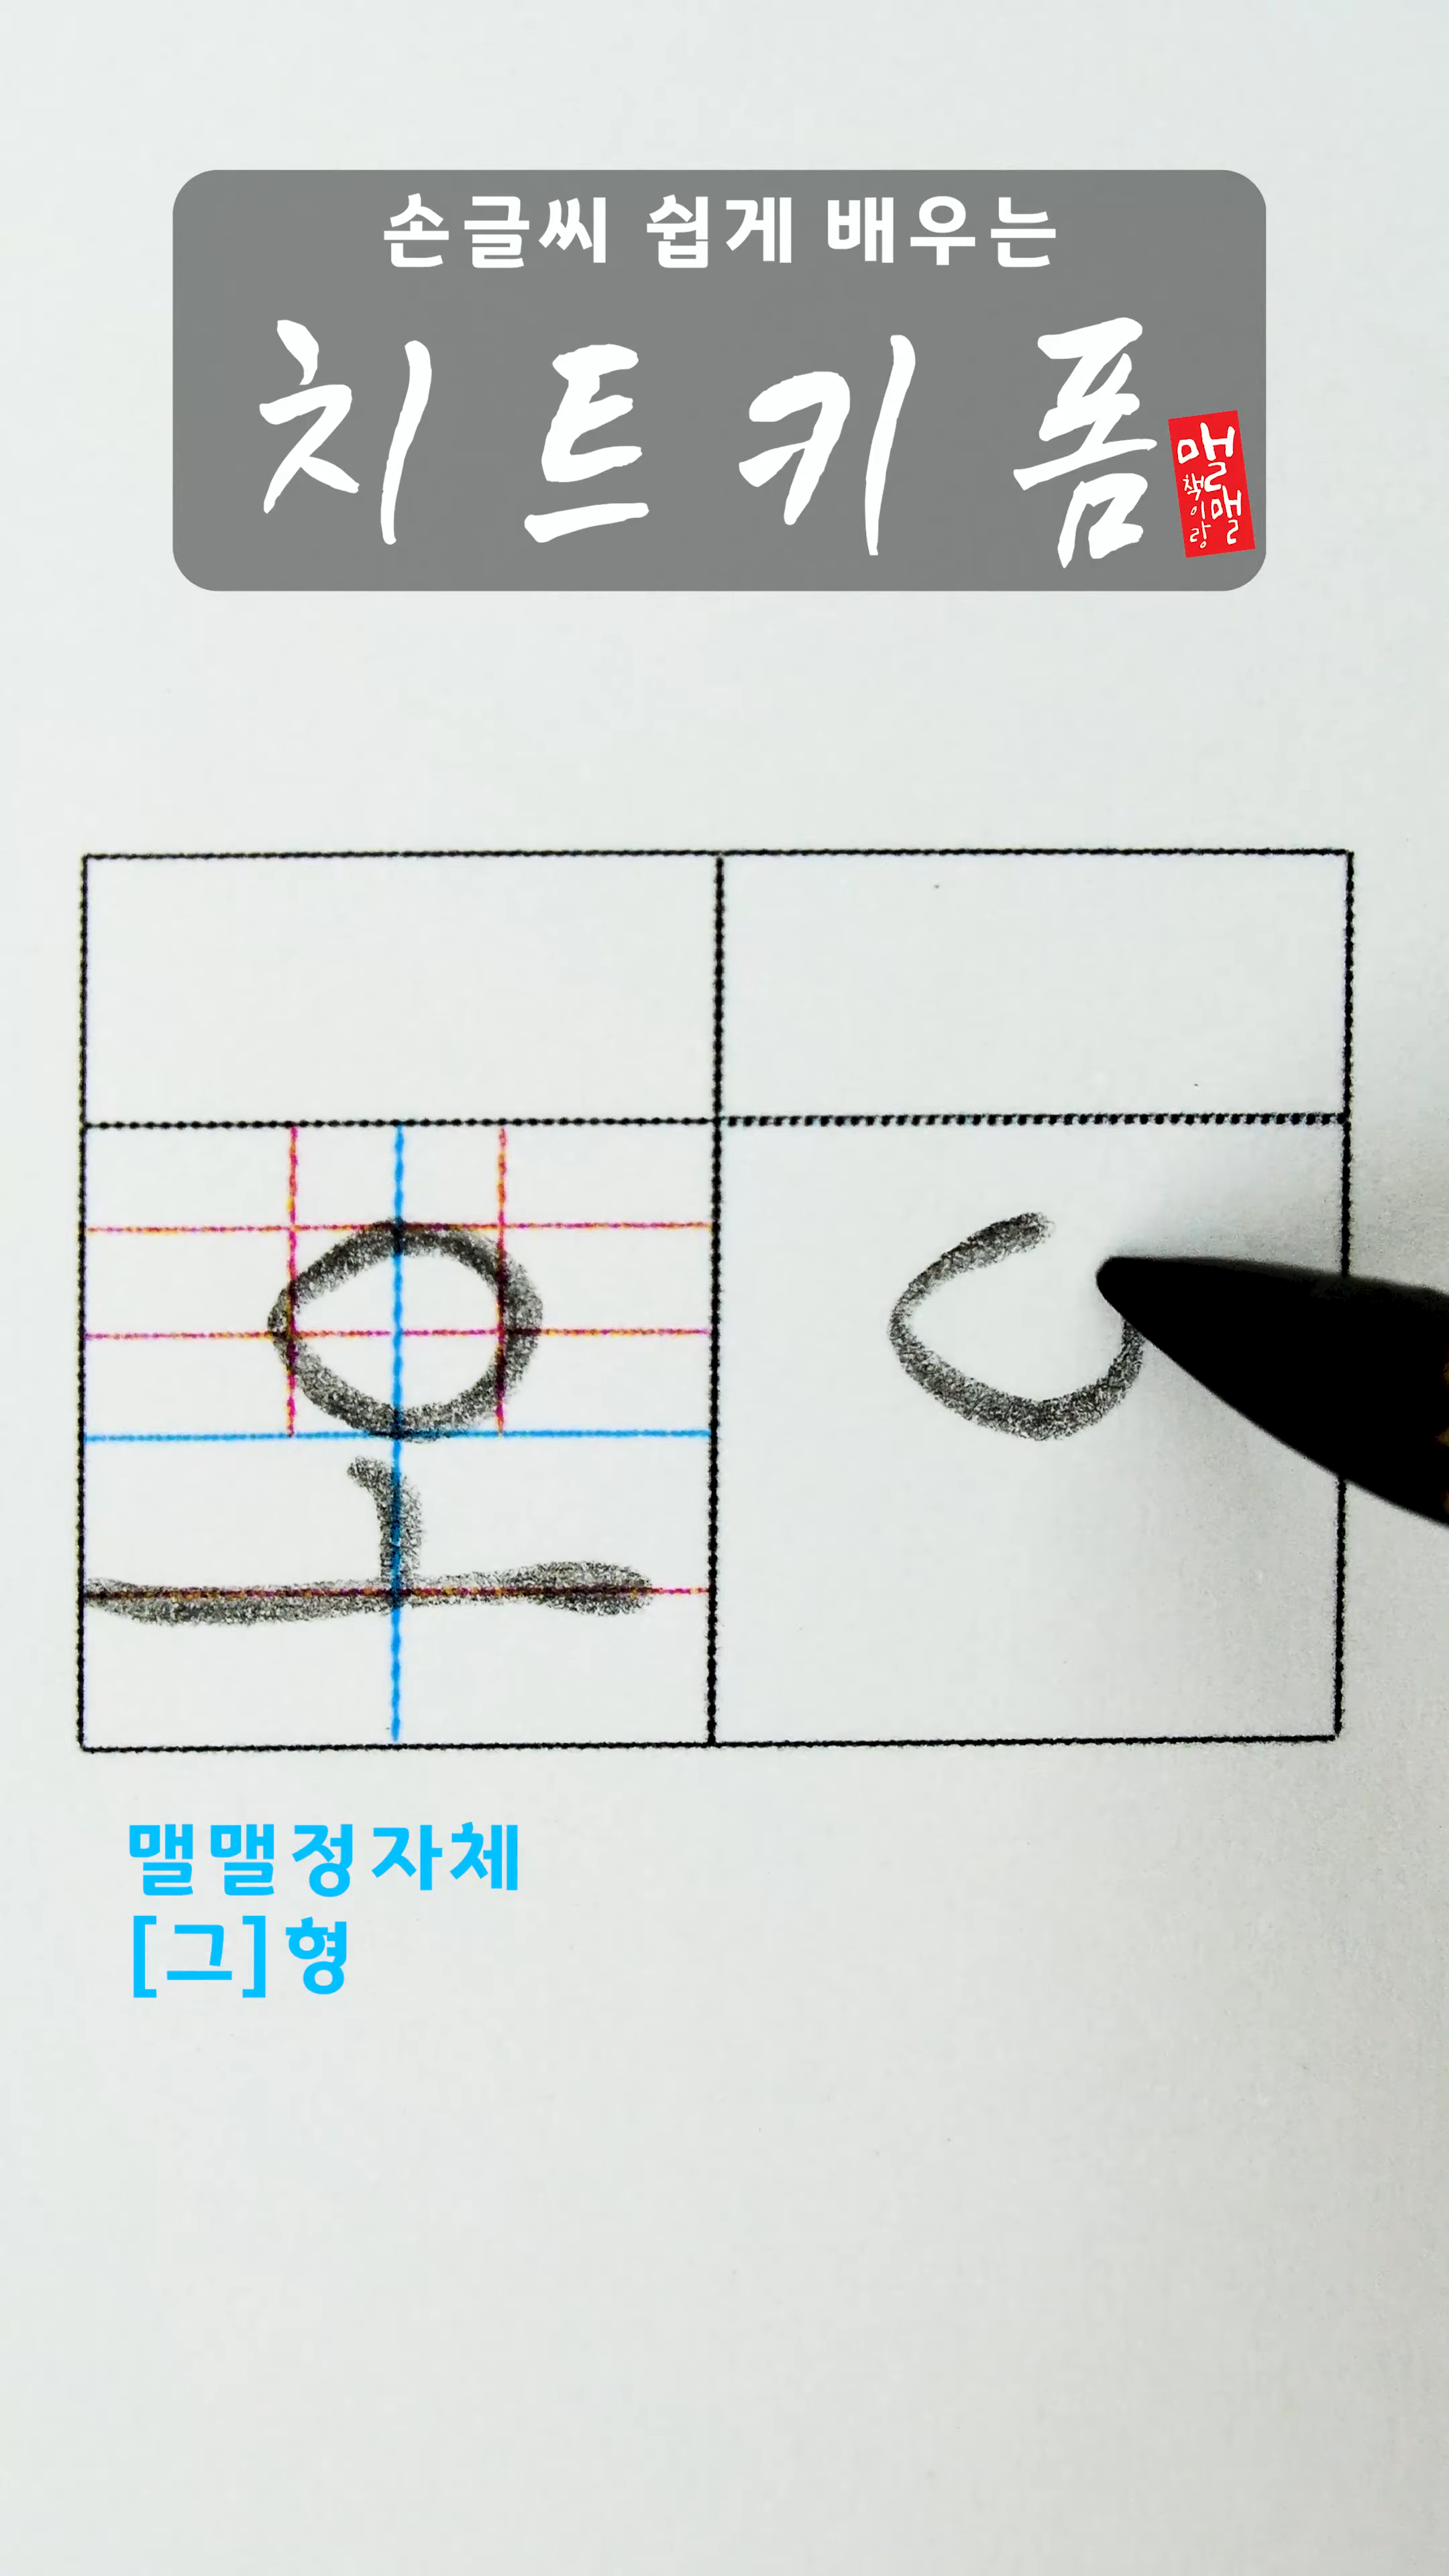 손글씨 쉽게 배우는
치트키 폼
맬맬
책이랑
오
맬맬정자체
[그]형